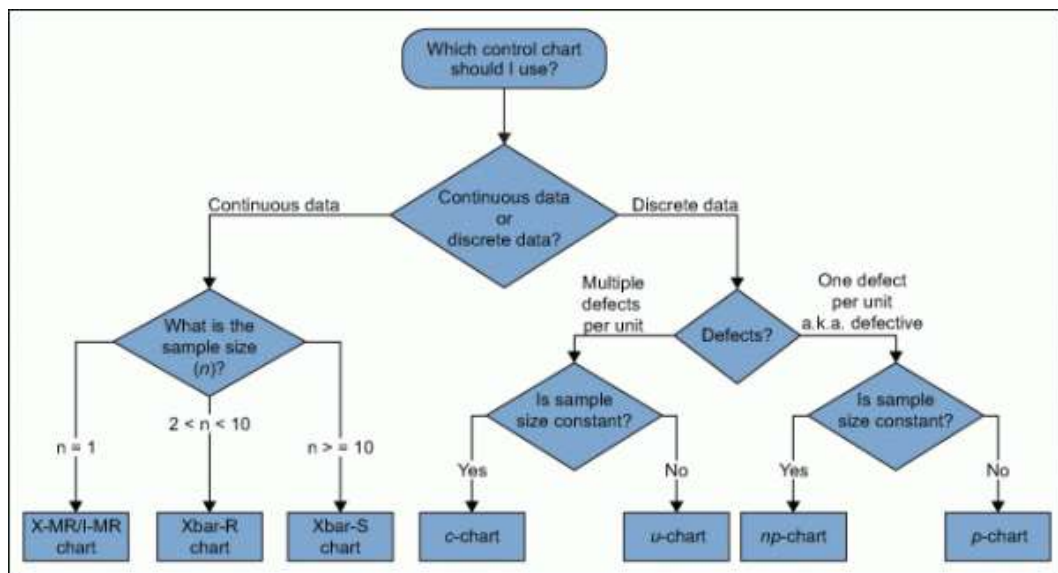 Which control chart
should I use?
Continuous data
or
discrete data?
Continuous data
Discrete data
What is the
sample size
(n)?
Multiple
defects
per unit
Defects?
One defect
per unit
a.k.a. defective
Is sample
size constant?
Is sample
size constant?
n = 1
2 < n < 10
n > = 10
Yes
No
Yes
No
X-MR/I-MR
chart
Xbar-R
chart
Xbar-S
chart
c-chart
u-chart
np-chart
p-chart